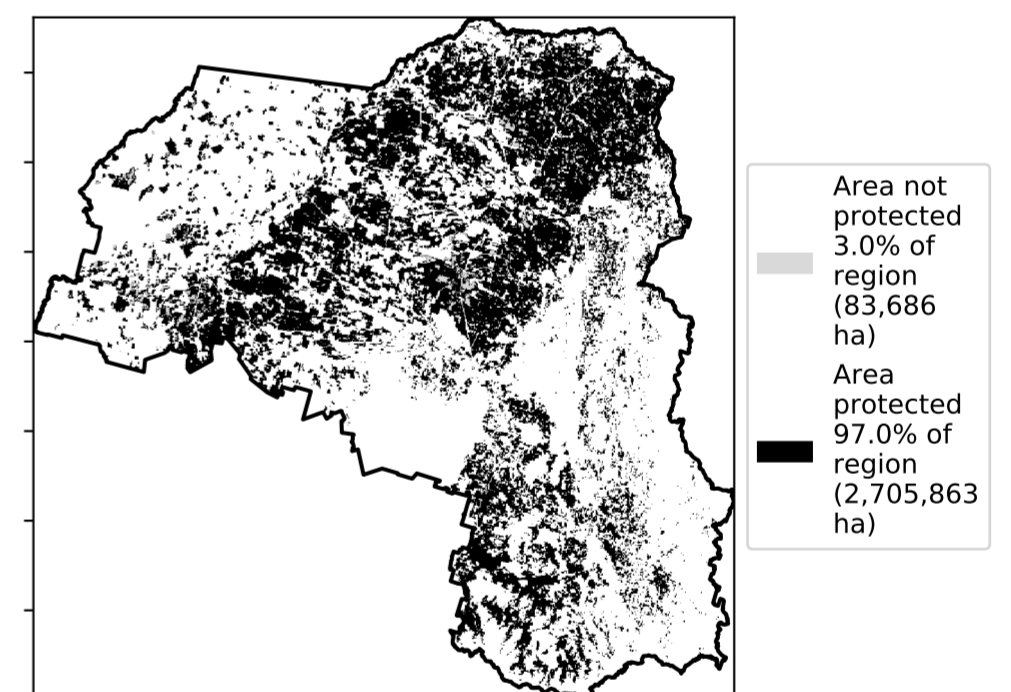 Area not
protected
3.0% of
region
(83,686
ha)
Area
protected
97.0% of
region
(2,705,863
ha)